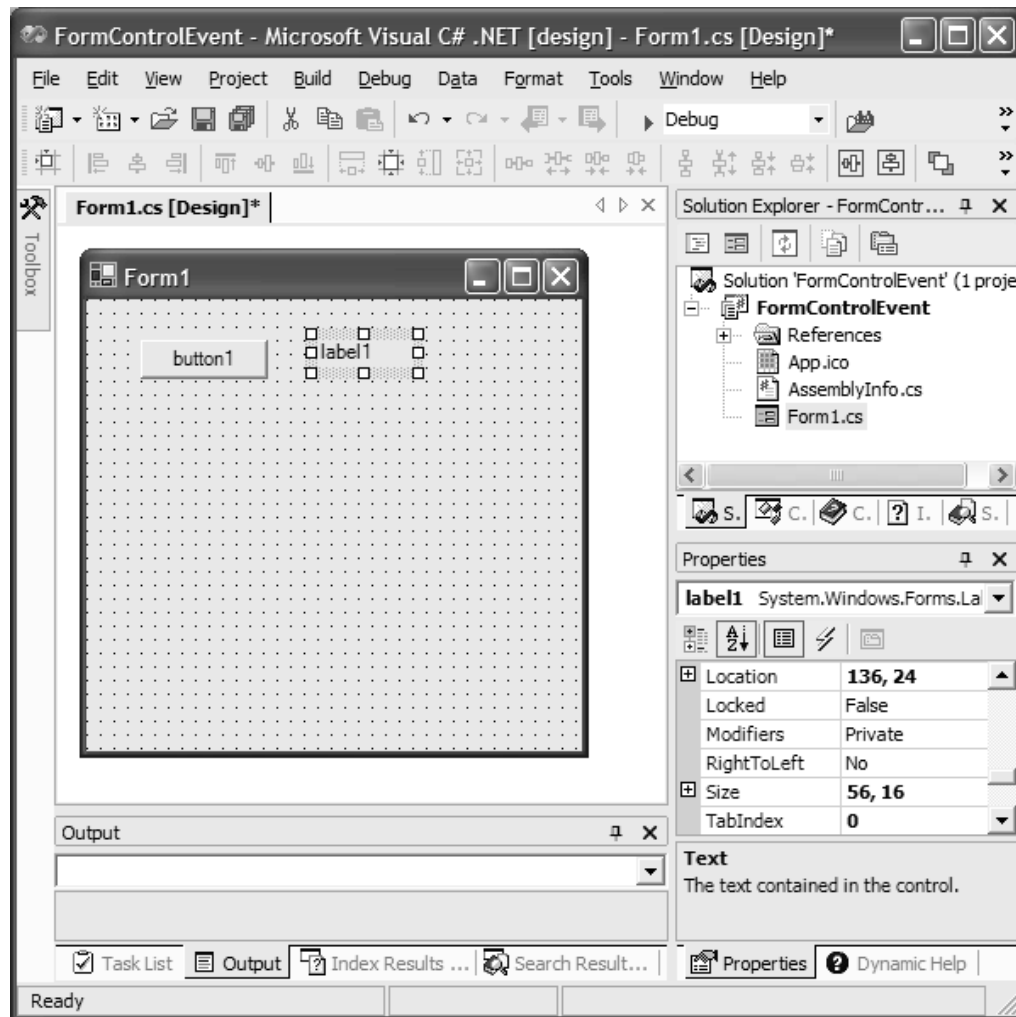 FormControlEvent - Microsoft Visual C# .NET [design] - Form1.cs [Design]*
File Edit View Project Build Debug Data Format Tools Window Help
Debug
Toolbox
Form1.cs [Design]*
Form1
button1
label1
Solution Explorer - FormContr...
Solution 'FormControlEvent' (1 proje
FormControlEvent
References
App.ico
AssemblyInfo.cs
Form1.cs
S. C. C. I. S.
Properties
label1 System.Windows.Forms.La
Location 136, 24
Locked False
Modifiers Private
RightToLeft No
Size 56, 16
TabIndex 0
Text
The text contained in the control.
Properties Dynamic Help
Output
Task List Output Index Results ... Search Result...
Ready